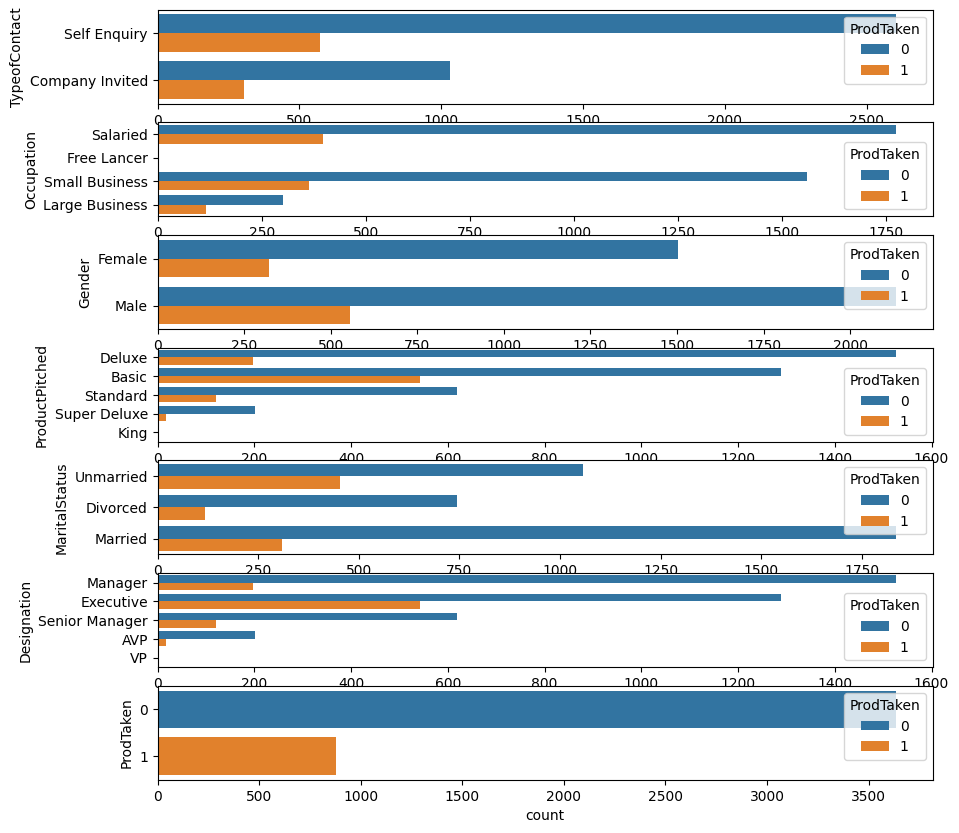 TypeofContact
Self Enquiry
Company Invited
ProdTaken
0
1
0 500 1000 1500 2000 2500
Occupation
Salaried
Free Lancer
Small Business
Large Business
ProdTaken
0
1
0 250 500 750 1000 1250 1500 1750
Gender
Female
Male
ProdTaken
0
1
0 250 500 750 1000 1250 1500 1750 2000
ProductPitched
Deluxe
Basic
Standard
Super Deluxe
King
ProdTaken
0
1
0 200 400 600 800 1000 1200 1400 1600
MaritalStatus
Unmarried
Divorced
Married
ProdTaken
0
1
0 250 500 750 1000 1250 1500 1750
Designation
Manager
Executive
Senior Manager
AVP
VP
ProdTaken
0
1
0 200 400 600 800 1000 1200 1400 1600
ProdTaken
0
1
ProdTaken
0
1
0 500 1000 1500 2000 2500 3000 3500
count